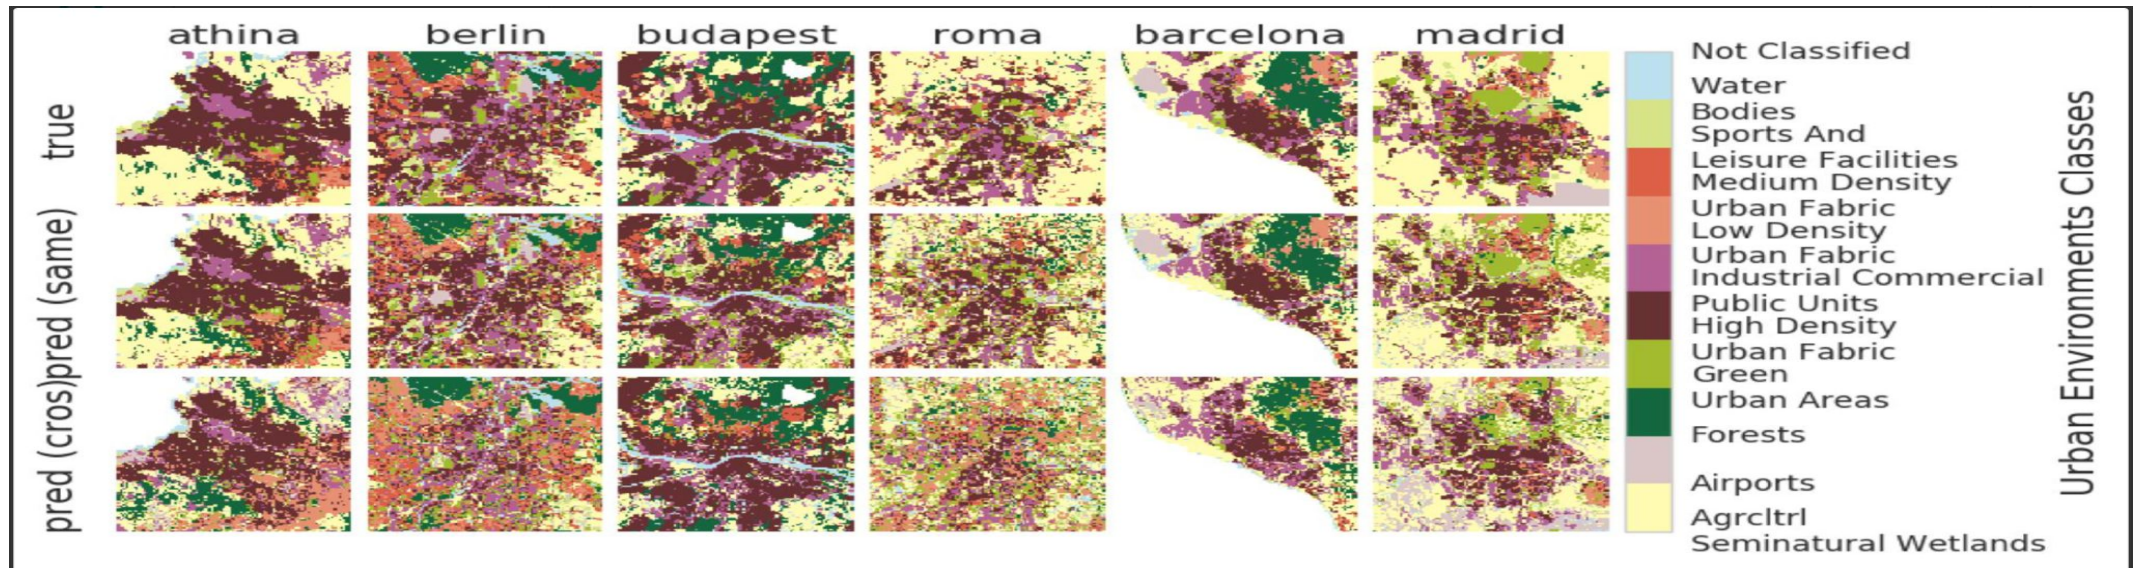 athina berlin budapest roma barcelona madrid
true
pred (same)
pred (cros)
Not Classified
Water
Bodies
Sports And
Leisure Facilities
Medium Density
Urban Fabric
Low Density
Urban Fabric
Industrial Commercial
Public Units
High Density
Urban Fabric
Green
Urban Areas
Forests
Airports
Agrcltrl
Seminatural Wetlands
Urban Environments Classes